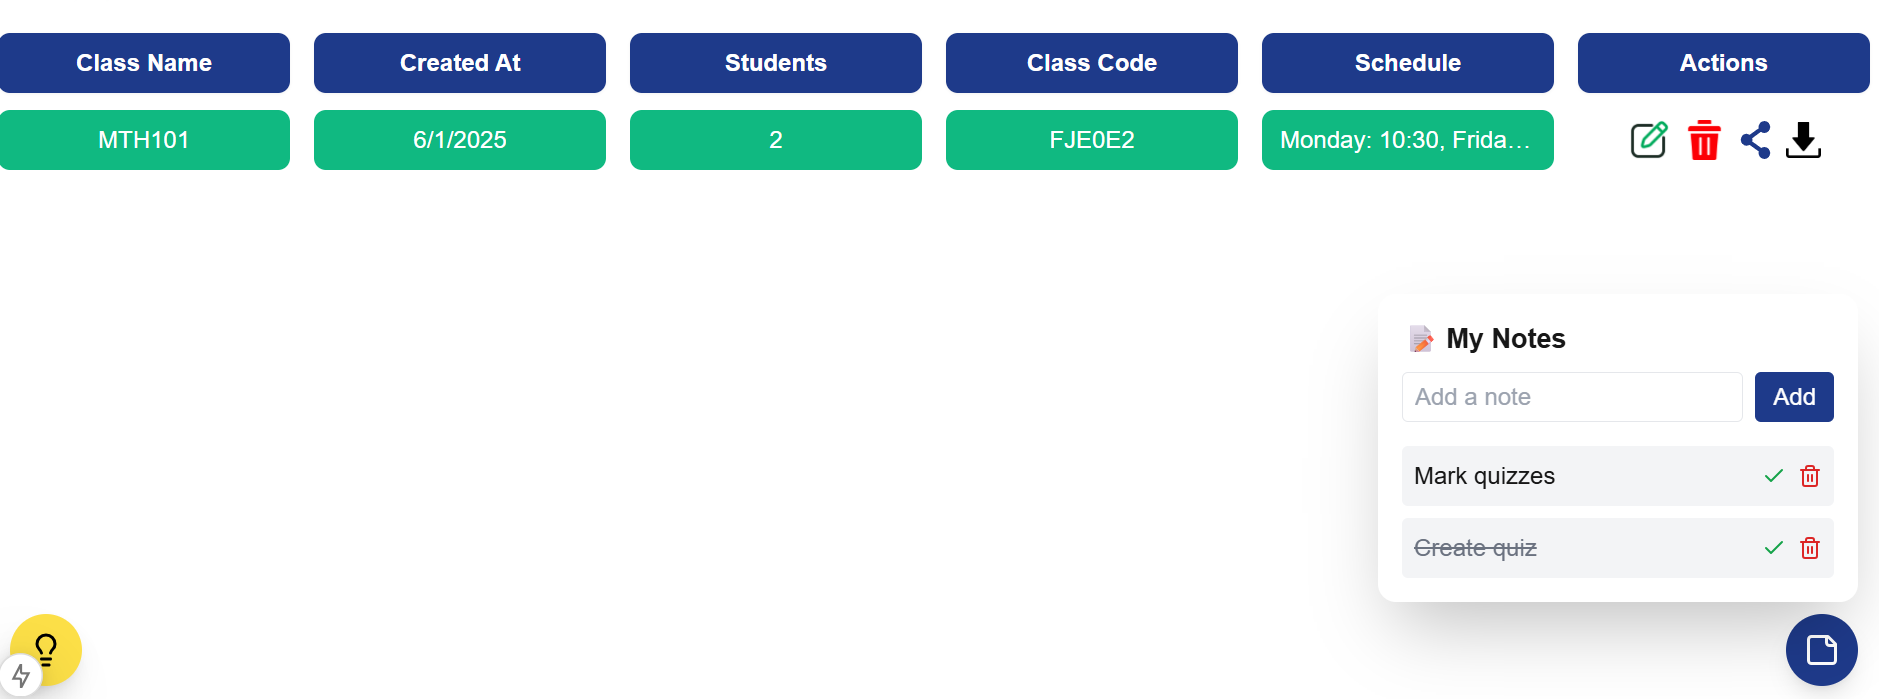 Class Name Created At Students Class Code Schedule Actions
MTH101 6/1/2025 2 FJE0E2 Monday: 10:30, Frida...
My Notes
Add a note Add
Mark quizzes
Create quiz